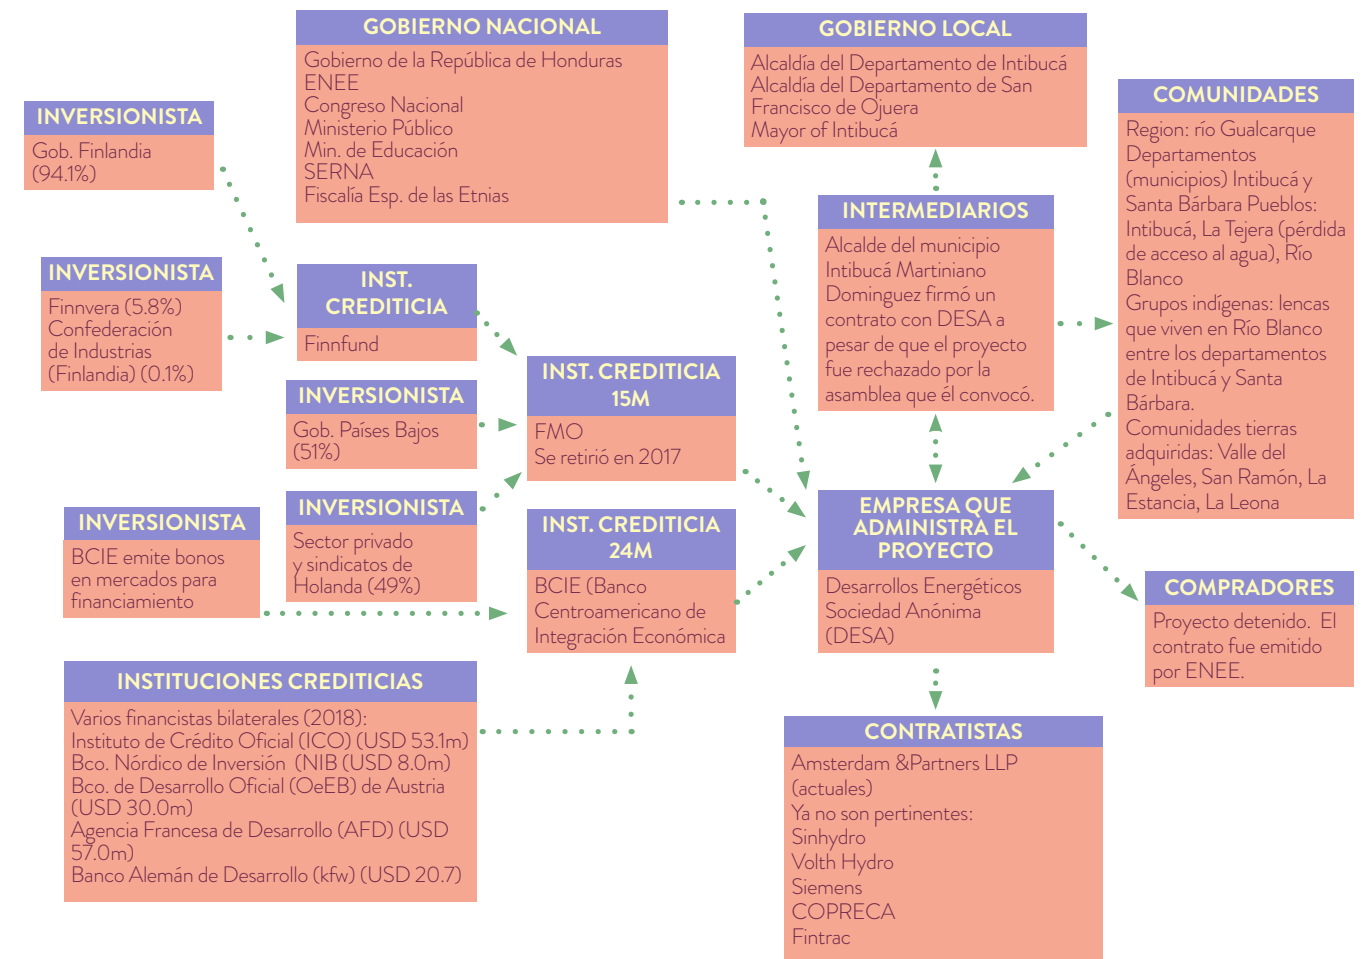 GOBIERNO NACIONAL
Gobierno de la República de Honduras
ENEE
Congreso Nacional
Ministerio Público
Min. de Educación
SERNA
Fiscalía Esp. de las Etnias
GOBIERNO LOCAL
Alcaldía del Departamento de Intibucá
Alcaldía del Departamento de San
Francisco de Ojuera
Mayor of Intibucá
COMUNIDADES
Region: río Gualcarque
Departamentos
(municipios) Intibucá y
Santa Bárbara Pueblos:
Intibucá, La Tejera (pérdida
de acceso al agua), Río
Blanco
Grupos indígenas: lencas
que viven en Río Blanco
entre los departamentos
de Intibucá y Santa
Bárbara.
Comunidades tierras
adquiridas: Valle del
Ángeles, San Ramón, La
Estancia, La Leona
INVERSIONISTA
Gob. Finlandia
(94.1%)
INTERMEDIARIOS
Alcalde del municipio
Intibucá Martiniano
Dominguez firmó un
contrato con DESA a
pesar de que el proyecto
fue rechazado por la
asamblea que él convocó.
INVERSIONISTA
Finnvera (5.8%)
Confederación
de Industrias
(Finlandia) (0.1%)
INST.
CREDITICIA
Finnfund
INST. CREDITICIA
15M
FMO
Se retirió en 2017
INVERSIONISTA
Gob. Países Bajos
(51%)
INVERSIONISTA
Sector privado
y sindicatos de
Holanda (49%)
INVERSIONISTA
BCIE emite bonos
en mercados para
financiamiento
INST. CREDITICIA
24M
BCIE (Banco
Centroamericano de
Integración Económica
EMPRESA QUE
ADMINISTRA EL
PROYECTO
Desarrollos Energéticos
Sociedad Anónima
(DESA)
COMPRADORES
Proyecto detenido. El
contrato fue emitido
por ENEE.
INSTITUCIONES CREDITICIAS
Varios financistas bilaterales (2018):
Instituto de Crédito Oficial (ICO) (USD 53.1m)
Bco. Nórdico de Inversión (NIB (USD 8.0m)
Bco. de Desarrollo Oficial (OeEB) de Austria
(USD 30.0m)
Agencia Francesa de Desarrollo (AFD) (USD
57.0m)
Banco Alemán de Desarrollo (kfw) (USD 20.7)
CONTRATISTAS
Amsterdam &Partners LLP
(actuales)
Ya no son pertinentes:
Sinhydro
Volth Hydro
Siemens
COPRECA
Fintrac